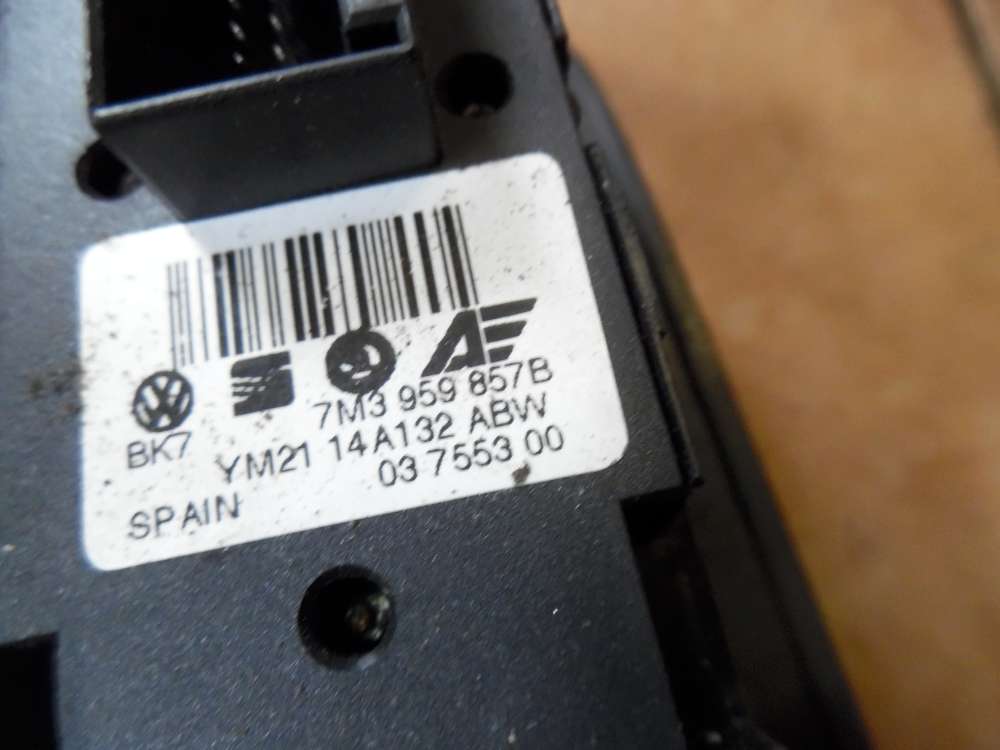 7M3 959 857B
BK7 YM21 14A132 ABW
03 7553 00
SPAIN